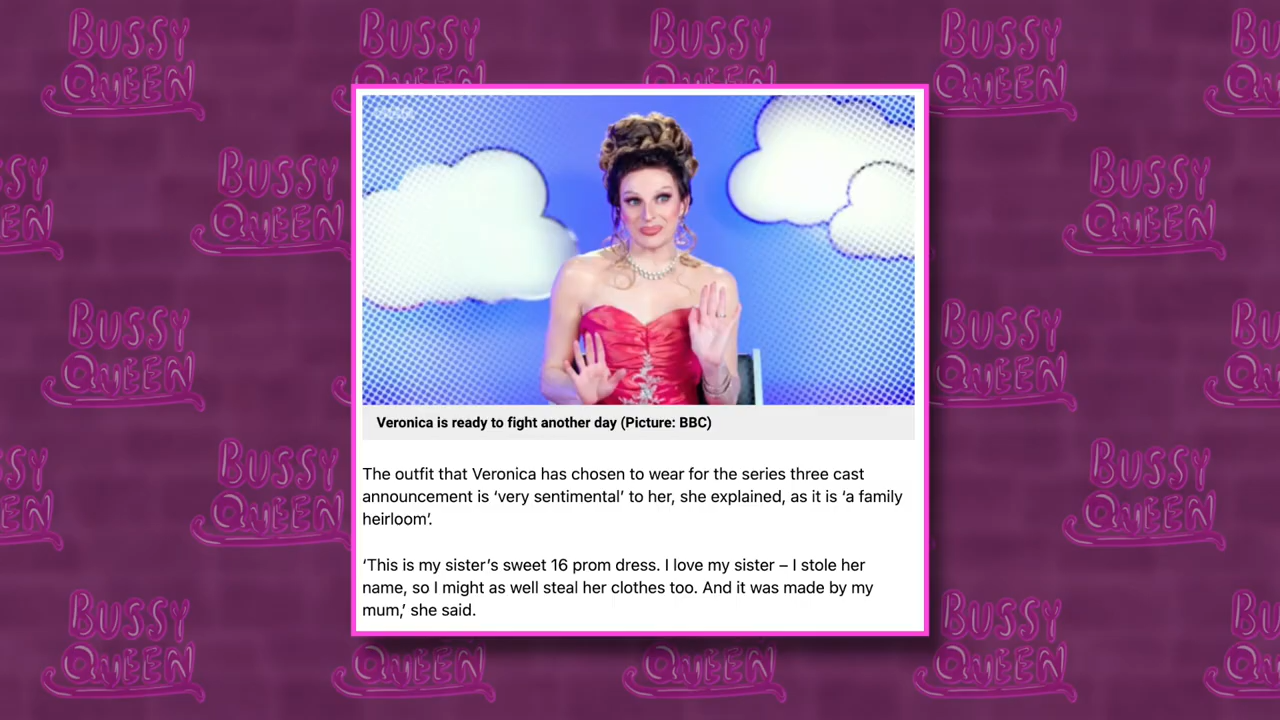 BUSSY QUEEN
Veronica is ready to fight another day (Picture: BBC)
The outfit that Veronica has chosen to wear for the series three cast
announcement is ‘very sentimental’ to her, she explained, as it is ‘a family
heirloom’.
‘This is my sister’s sweet 16 prom dress. I love my sister – I stole her
name, so I might as well steal her clothes too. And it was made by my
mum,’ she said.